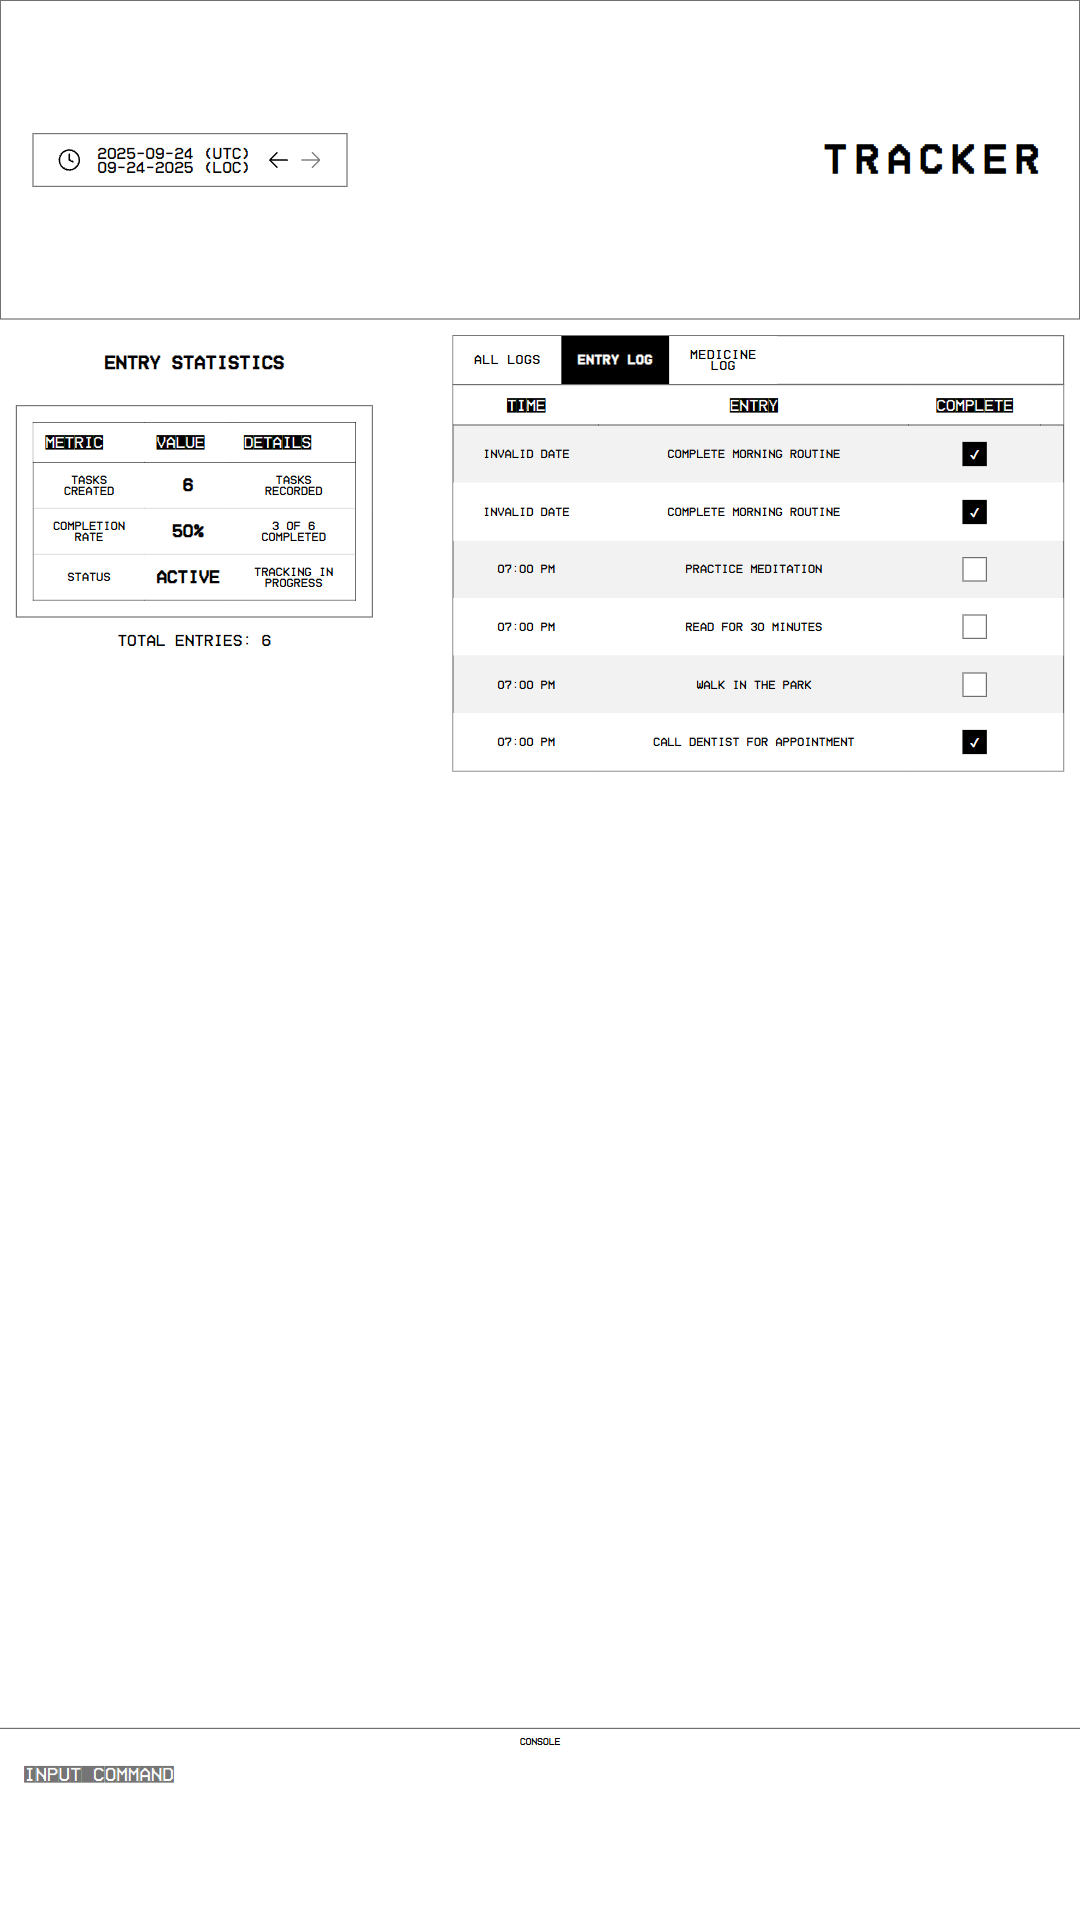 2025-09-24 (UTC)
09-24-2025 (LOC)
TRACKER
ENTRY STATISTICS
METRIC VALUE DETAILS
TASKS CREATED 6 TASKS RECORDED
COMPLETION RATE 50% 3 OF 6 COMPLETED
STATUS ACTIVE TRACKING IN PROGRESS
TOTAL ENTRIES: 6
ALL LOGS ENTRY LOG MEDICINE LOG
TIME ENTRY COMPLETE
INVALID DATE COMPLETE MORNING ROUTINE ✓
INVALID DATE COMPLETE MORNING ROUTINE ✓
07:00 PM PRACTICE MEDITATION
07:00 PM READ FOR 30 MINUTES
07:00 PM WALK IN THE PARK
07:00 PM CALL DENTIST FOR APPOINTMENT ✓
CONSOLE
INPUT COMMAND